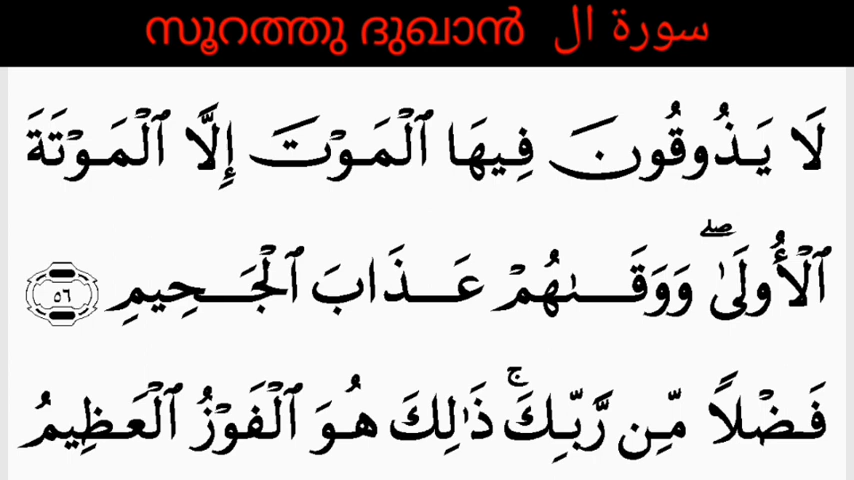 സൂറത്തു ദുഖാൻ سورة ال
لَا يَذُوقُونَ فِيهَا ٱلْمَوْتَ إِلَّا ٱلْمَوْتَةَ
ٱلْأُولَىٰ ۖ وَوَقَىٰهُمْ عَذَابَ ٱلْجَحِيمِ ٥٦
فَضْلًا مِّن رَّبِّكَ ۚ ذَٰلِكَ هُوَ ٱلْفَوْزُ ٱلْعَظِيمُ